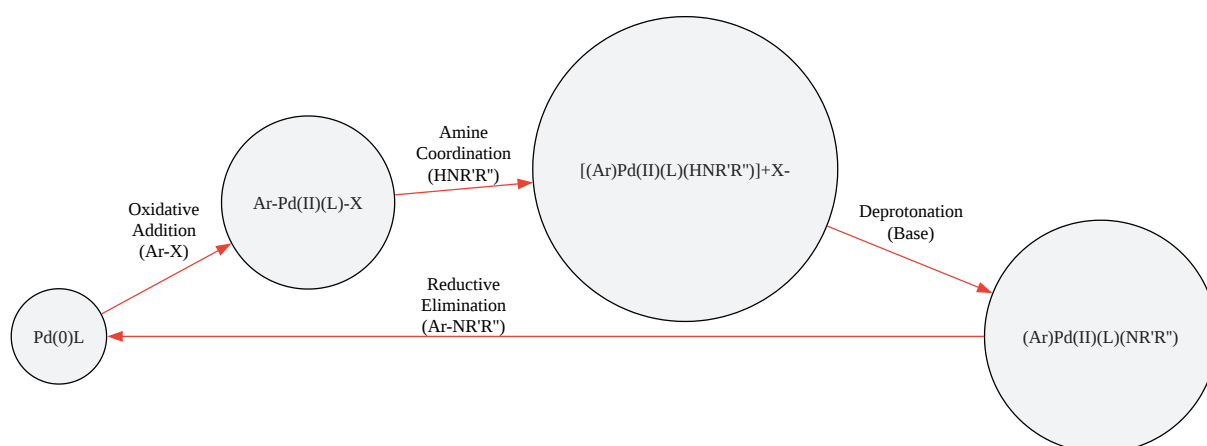 Amine
Coordination
(HNR'R")
[(Ar)Pd(II)(L)(HNR'R")]+X-
Ar-Pd(II)(L)-X
Oxidative
Addition
(Ar-X)
Deprotonation
(Base)
Reductive
Elimination
(Ar-NR'R")
Pd(0)L
(Ar)Pd(II)(L)(NR'R")